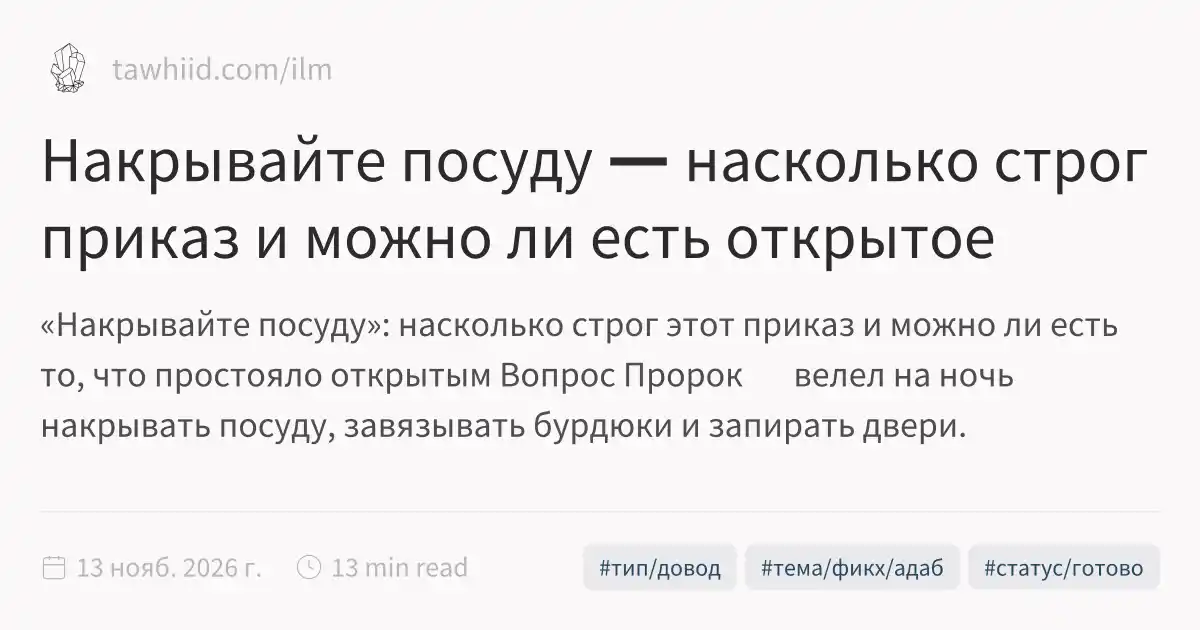 tawhiid.com/ilm
Накрывайте посуду — насколько строг
приказ и можно ли есть открытое
«Накрывайте посуду»: насколько строг этот приказ и можно ли есть
то, что простояло открытым Вопрос Пророк велел на ночь
накрывать посуду, завязывать бурдюки и запирать двери.
13 нояб. 2026 г. 13 min read #тип/довод #тема/фикх/адаб #статус/готово